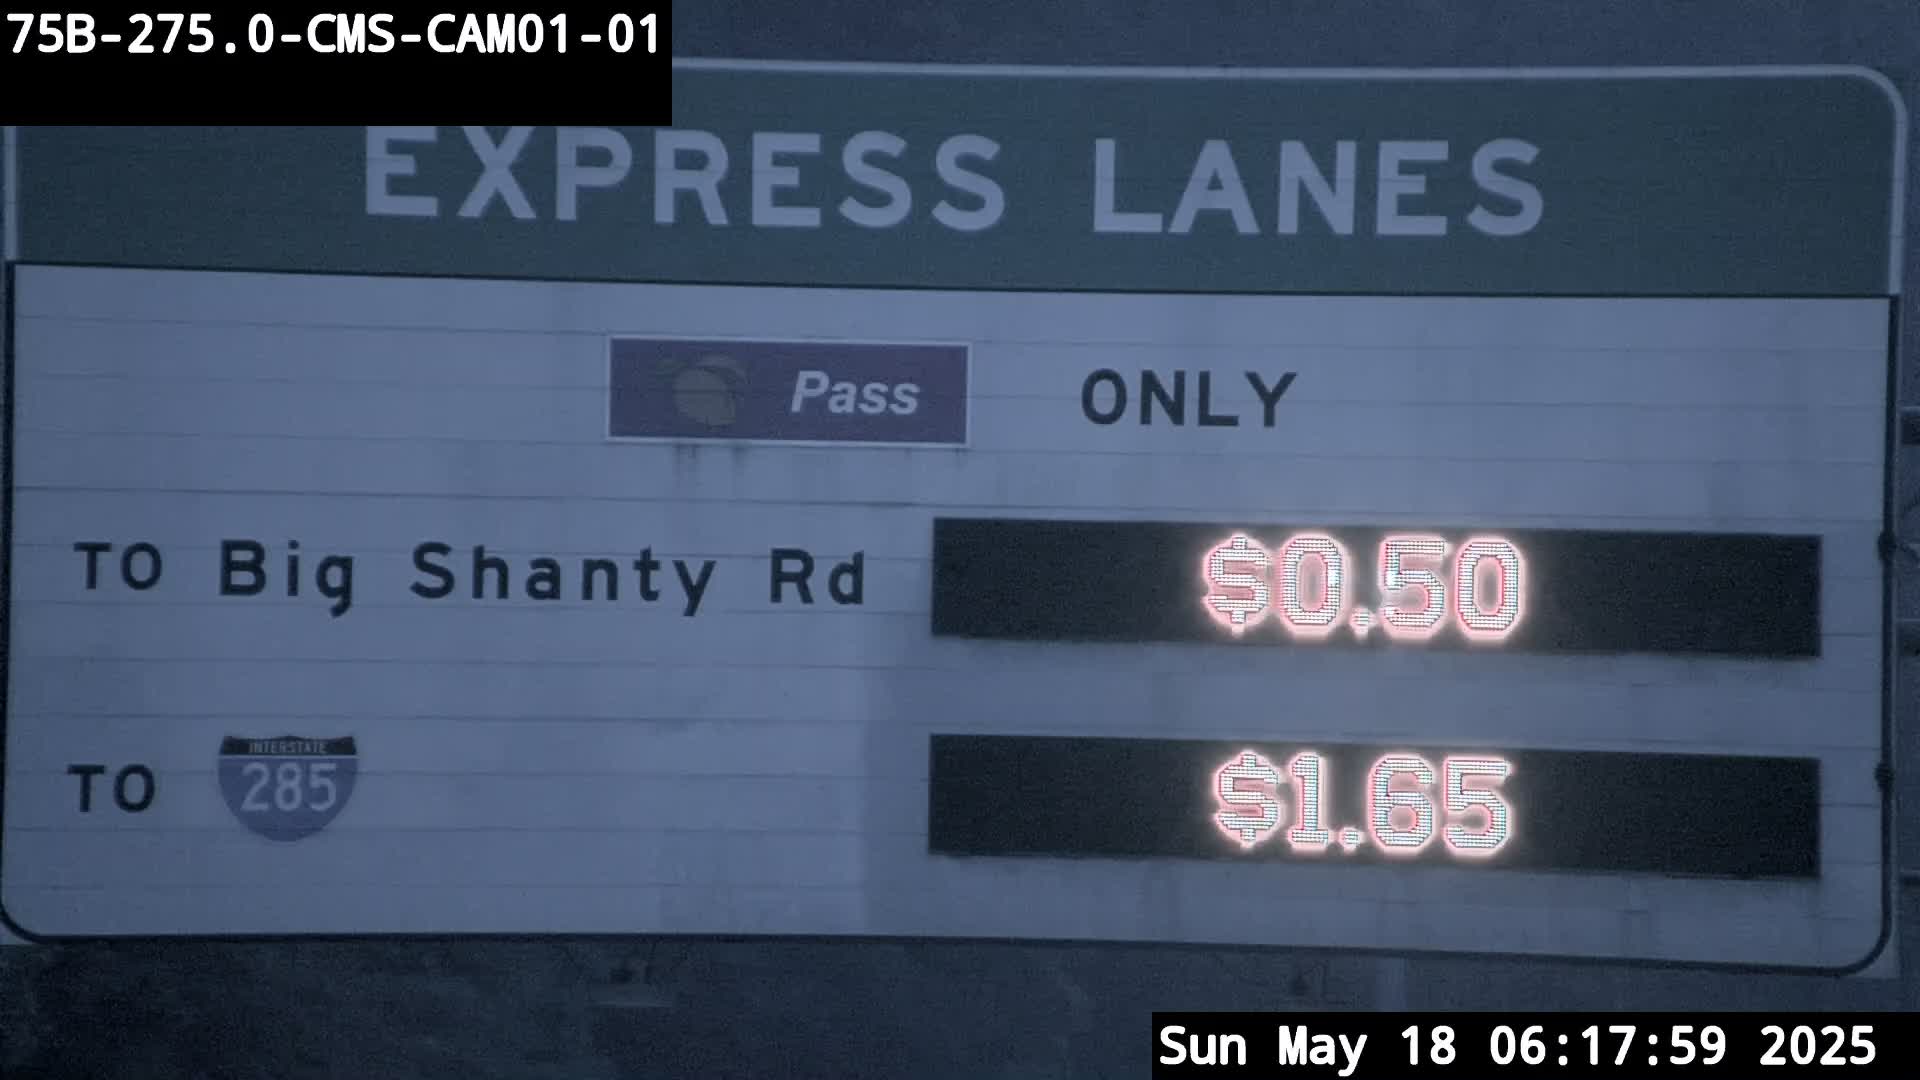 75B-275.0-CMS-CAM01-01
EXPRESS LANES
Pass ONLY
TO Big Shanty Rd $0.50
INTERSTATE
TO 285 $1.65
Sun May 18 06:17:59 2025